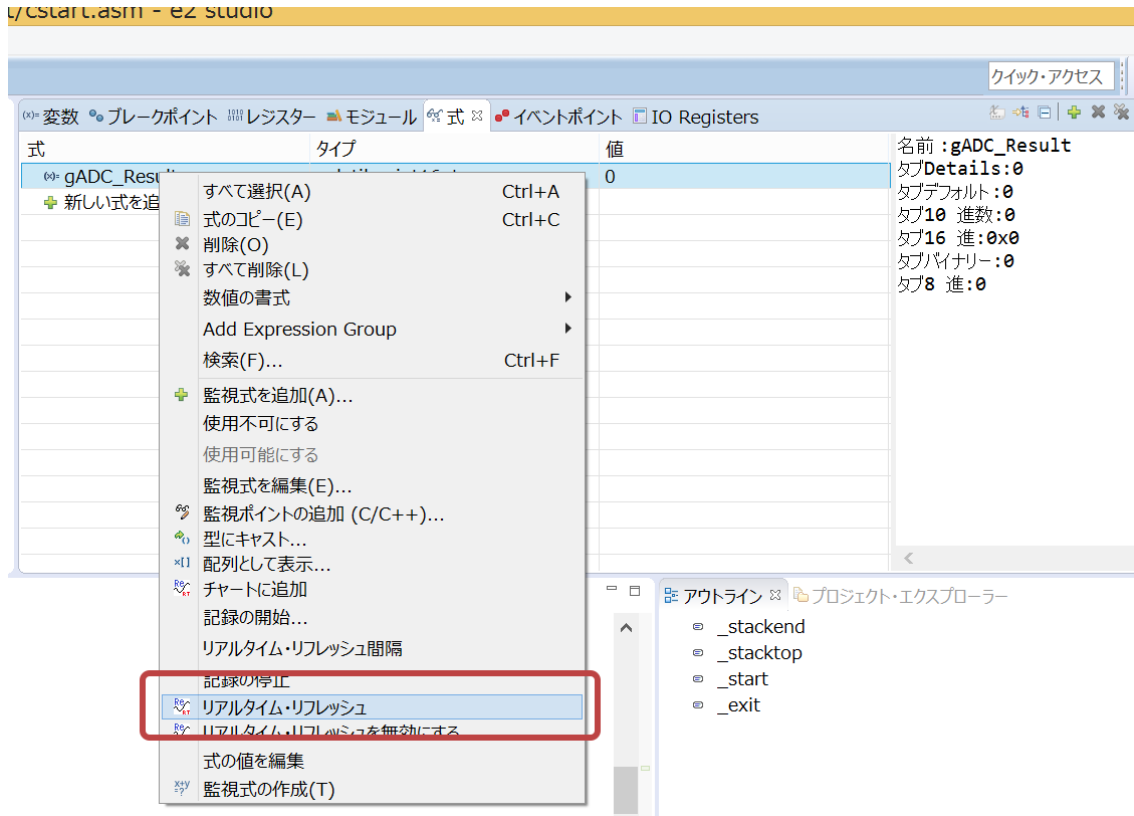 t/cstart.asm - e2 studio
クイック・アクセス
変数 ブレークポイント レジスター モジュール 式 イベントポイント IO Registers
式 タイプ 値
gADC_Result 0
新しい式を追
すべて選択(A) Ctrl+A
式のコピー(E) Ctrl+C
削除(O)
すべて削除(L)
数値の書式
Add Expression Group
検索(F)... Ctrl+F
監視式を追加(A)...
使用不可にする
使用可能にする
監視式を編集(E)...
監視ポイントの追加 (C/C++)...
型にキャスト...
配列として表示...
チャートに追加
記録の開始...
リアルタイム・リフレッシュ間隔
記録の停止
リアルタイム・リフレッシュ
リアルタイム・リフレッシュを無効にする
式の値を編集
監視式の作成(T)
名前 :gADC_Result
タブDetails:0
タブデフォルト:0
タブ10 進数:0
タブ16 進:0x0
タブバイナリー:0
タブ8 進:0
アウトライン プロジェクト・エクスプローラー
_stackend
_stacktop
_start
_exit